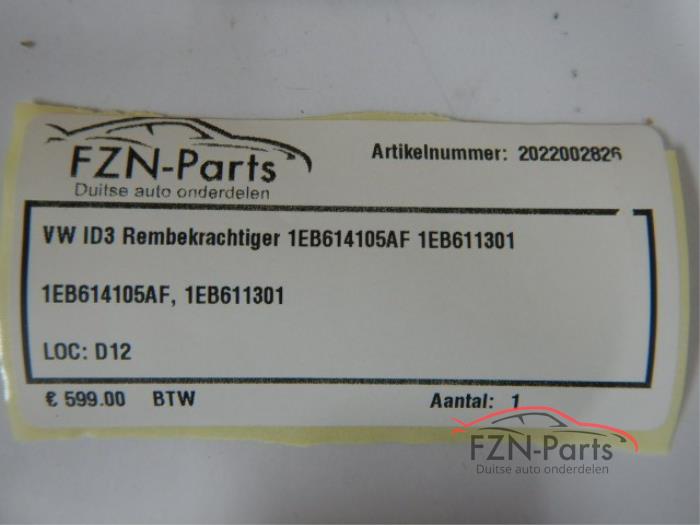 FZN-Parts
Duitse auto onderdelen
Artikelnummer: 2022002826
VW ID3 Rembekrachtiger 1EB614105AF 1EB611301
1EB614105AF, 1EB611301
LOC: D12
€ 599.00 BTW
Aantal: 1
FZN-Parts
Duitse auto onderdelen